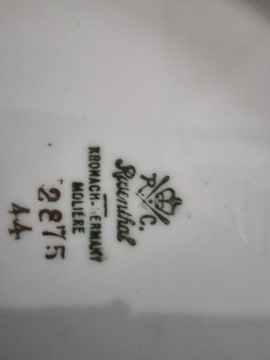 R. C.
Rosenthal
KRONACH-GERMANY
MOLIERE
2875
44